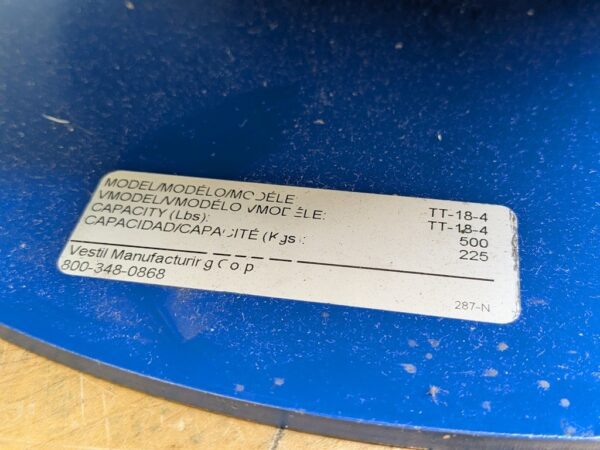 MODEL/MODÉLO/MODÉLE TT-18-4
VMODEL/VMODÉLO VMODÉLE: TT-18-4
CAPACITY (Lbs): 500
CAPACIDAD/CAPACITÉ (Kgs): 225
Vestil Manufacturing Corp
800-348-0868
287-N